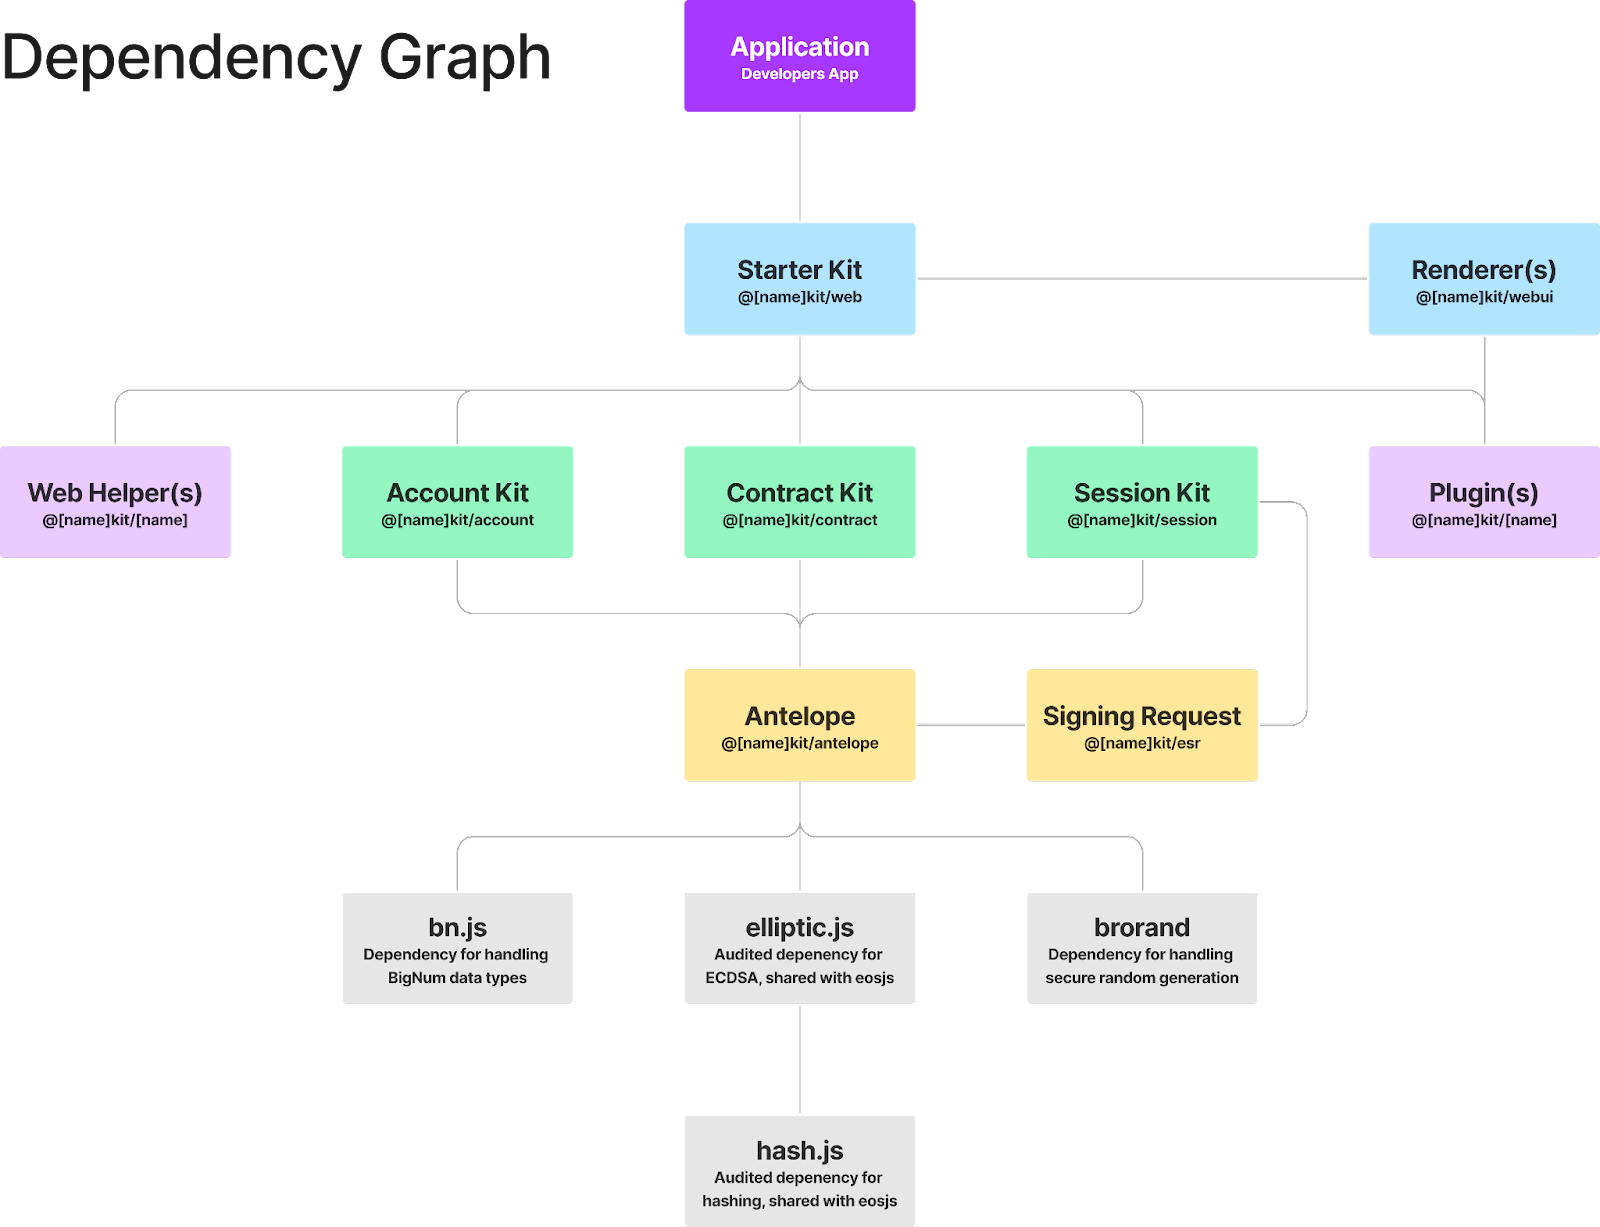 Dependency Graph
Application
Developers App
Starter Kit
@[name]kit/web
Renderer(s)
@[name]kit/webui
Web Helper(s)
@[name]kit/[name]
Account Kit
@[name]kit/account
Contract Kit
@[name]kit/contract
Session Kit
@[name]kit/session
Plugin(s)
@[name]kit/[name]
Antelope
@[name]kit/antelope
Signing Request
@[name]kit/esr
bn.js
Dependency for handling
BigNum data types
elliptic.js
Audited depenency for
ECDSA, shared with eosjs
brorand
Dependency for handling
secure random generation
hash.js
Audited depenency for
hashing, shared with eosjs